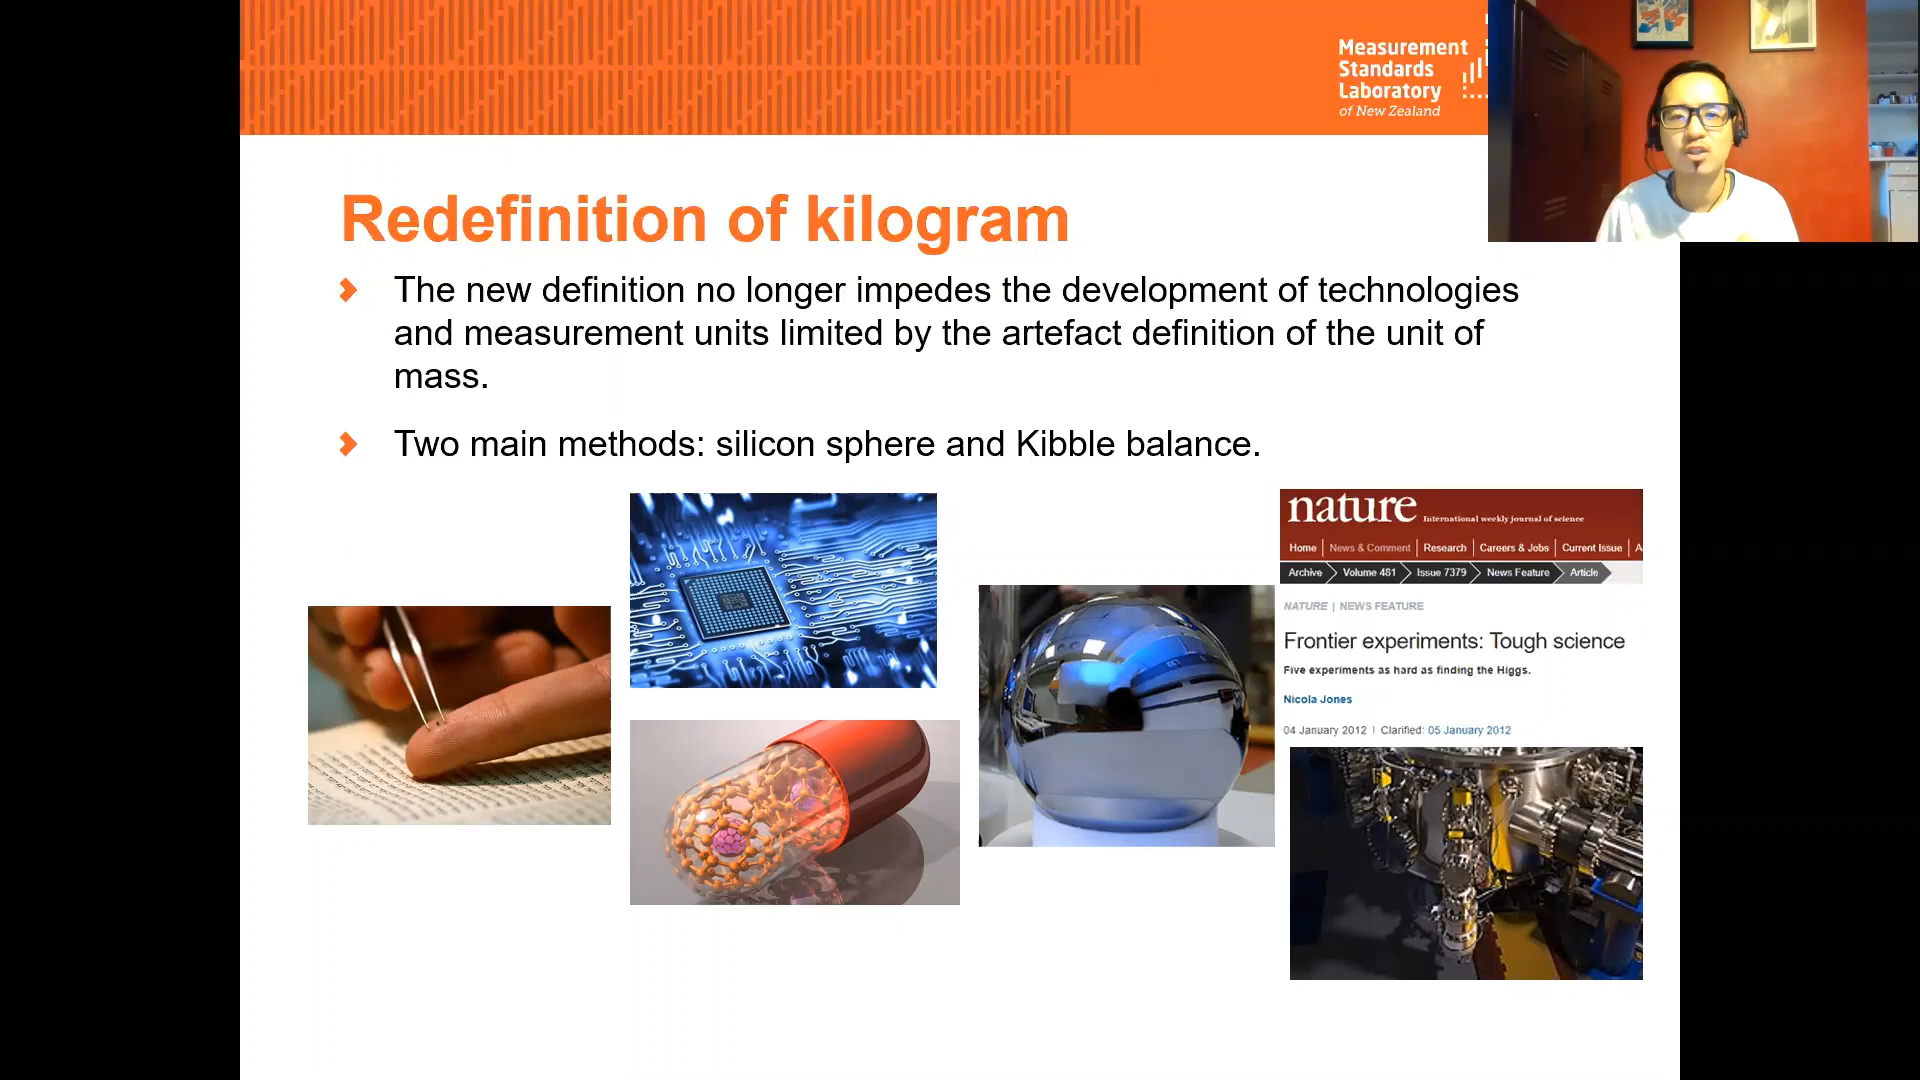 Measurement
Standards
Laboratory
of New Zealand
Redefinition of kilogram
The new definition no longer impedes the development of technologies
and measurement units limited by the artefact definition of the unit of
mass.
Two main methods: silicon sphere and Kibble balance.
nature International weekly journal of science
Home News & Comment Research Careers & Jobs Current Issue A
Archive Volume 481 Issue 7379 News Feature Article
NATURE | NEWS FEATURE
Frontier experiments: Tough science
Five experiments as hard as finding the Higgs.
Nicola Jones
04 January 2012 | Clarified: 05 January 2012